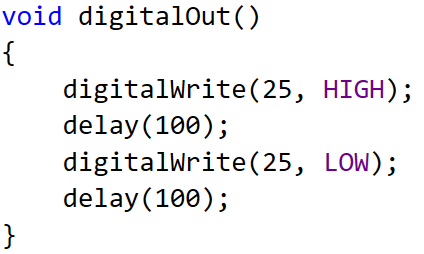 void digitalOut()
{
    digitalWrite(25, HIGH);
    delay(100);
    digitalWrite(25, LOW);
    delay(100);
}